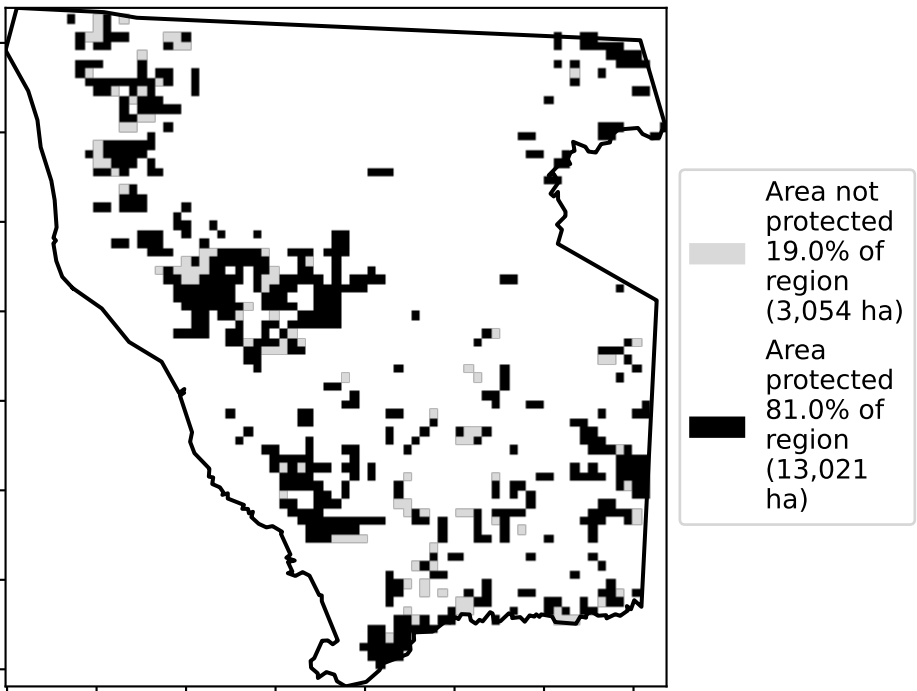 Area not
protected
19.0% of
region
(3,054 ha)
Area
protected
81.0% of
region
(13,021
ha)